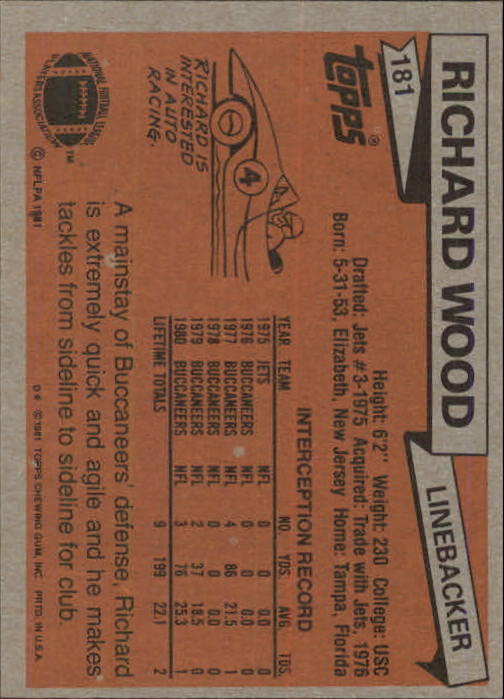 RICHARD WOOD
LINEBACKER
181
topps®
Height: 6'2" Weight: 230 College: USC
Drafted: Jets #3-1975 Acquired: Trade with Jets, 1976
Born: 5-31-53, Elizabeth, New Jersey Home: Tampa, Florida
4
RICHARD IS
INTERESTED
IN AUTO
RACING.
INTERCEPTION RECORD
YEAR TEAM NO. YDS. AVG. TDS.
1975 JETS NFL 0 0 0.0 0
1976 BUCCANEERS NFL 0 0 0.0 0
1977 BUCCANEERS NFL 4 86 21.5 1
1978 BUCCANEERS NFL 0 0 0.0 0
1979 BUCCANEERS NFL 2 37 18.5 0
1980 BUCCANEERS NFL 3 76 25.3 1
LIFETIME TOTALS 9 199 22.1 2
A mainstay of Buccaneers' defense, Richard
is extremely quick and agile and he makes
tackles from sideline to sideline for club.
NATIONAL FOOTBALL LEAGUE
PLAYERS ASSOCIATION
TM
© NFLPA 1981
©1981 TOPPS CHEWING GUM, INC. PRTD. IN U.S.A.